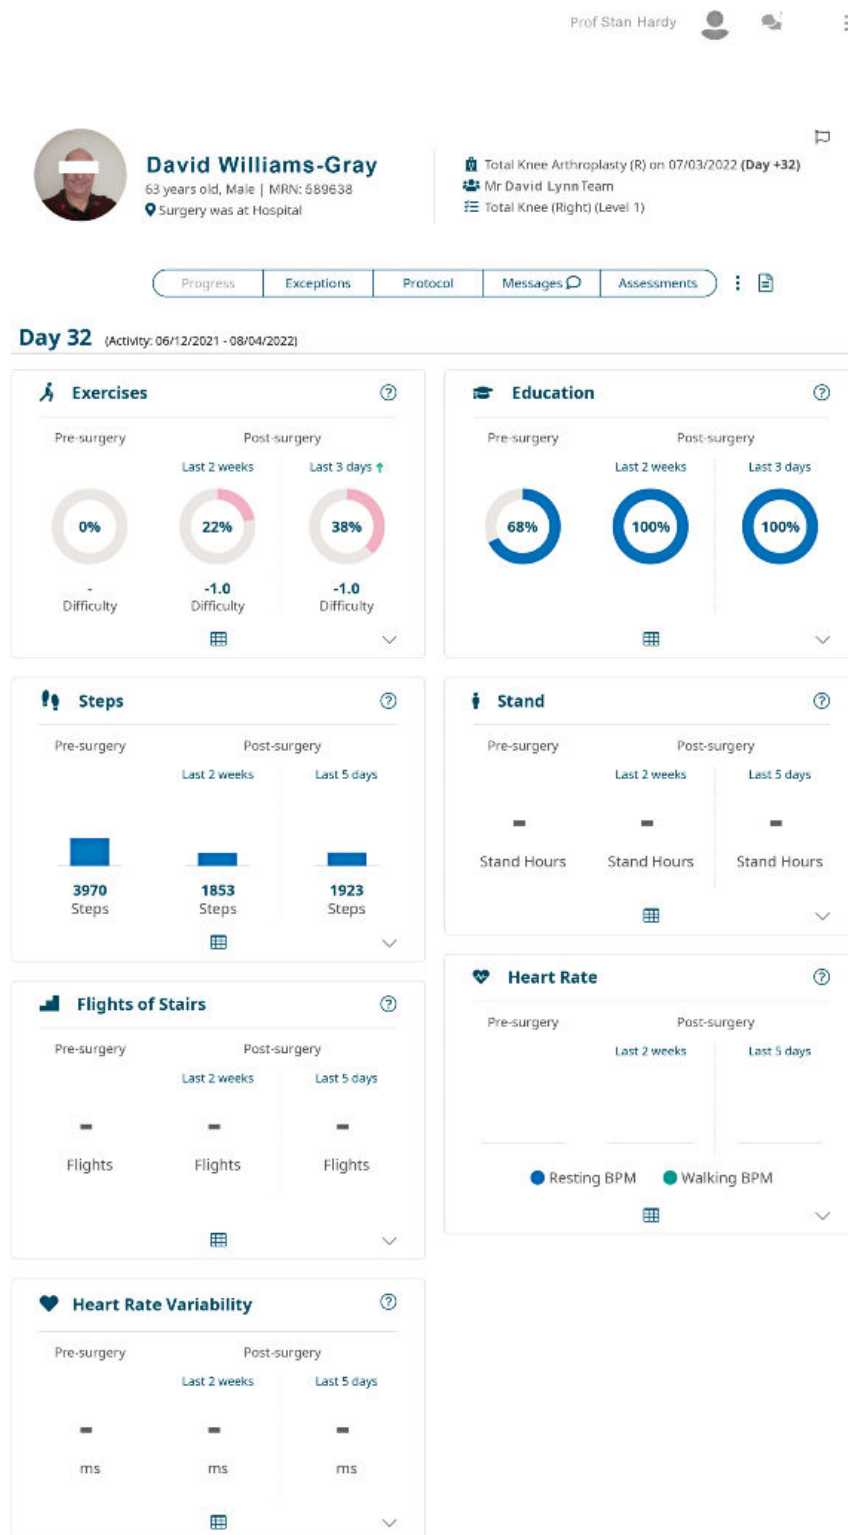 Prof Stan Hardy
David Williams-Gray
63 years old, Male | MRN: 589638
Surgery was at Hospital
Total Knee Arthroplasty (R) on 07/03/2022 (Day +32)
Mr David Lynn Team
Total Knee (Right) (Level 1)
Progress Exceptions Protocol Messages Assessments
Day 32 (Activity: 06/12/2021 - 08/04/2022)
Exercises
Pre-surgery Post-surgery
Last 2 weeks Last 3 days
0% 22% 38%
- -1.0 -1.0
Difficulty Difficulty Difficulty
Education
Pre-surgery Post-surgery
Last 2 weeks Last 3 days
68% 100% 100%
Steps
Pre-surgery Post-surgery
Last 2 weeks Last 5 days
3970 1853 1923
Steps Steps Steps
Stand
Pre-surgery Post-surgery
Last 2 weeks Last 5 days
- - -
Stand Hours Stand Hours Stand Hours
Flights of Stairs
Pre-surgery Post-surgery
Last 2 weeks Last 5 days
- - -
Flights Flights Flights
Heart Rate
Pre-surgery Post-surgery
Last 2 weeks Last 5 days
Resting BPM Walking BPM
Heart Rate Variability
Pre-surgery Post-surgery
Last 2 weeks Last 5 days
- - -
ms ms ms